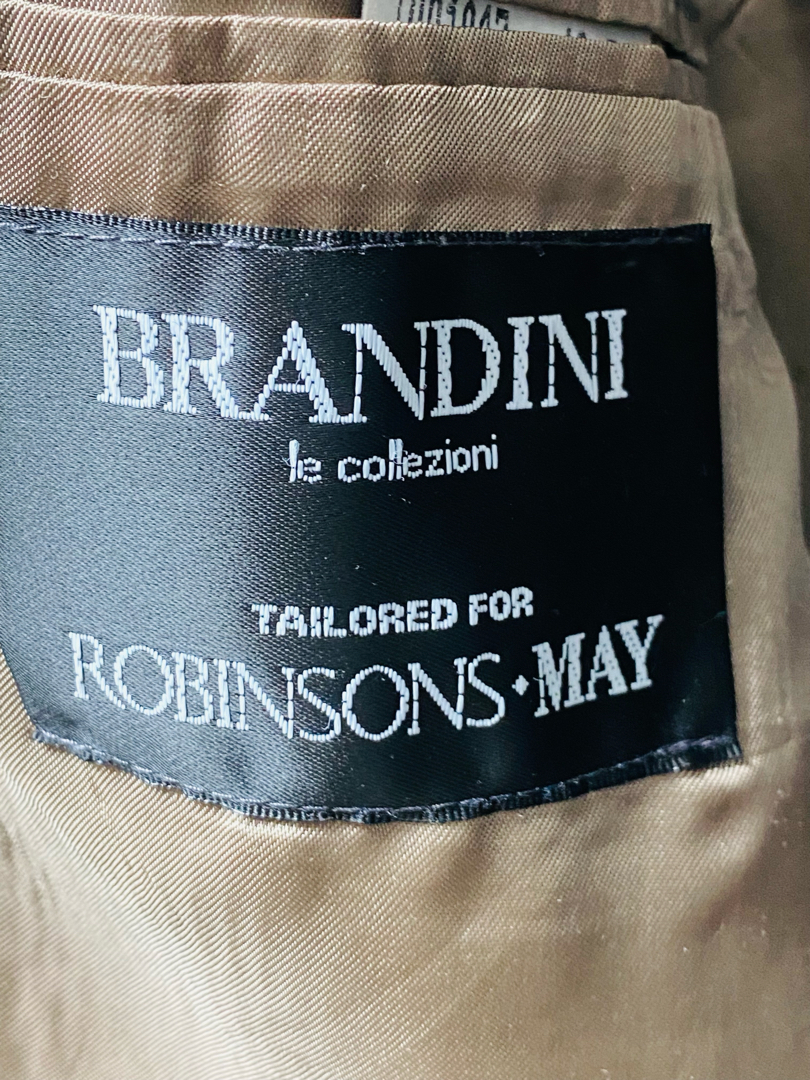 BRANDINI
le collezioni
TAILORED FOR
ROBINSONS·MAY